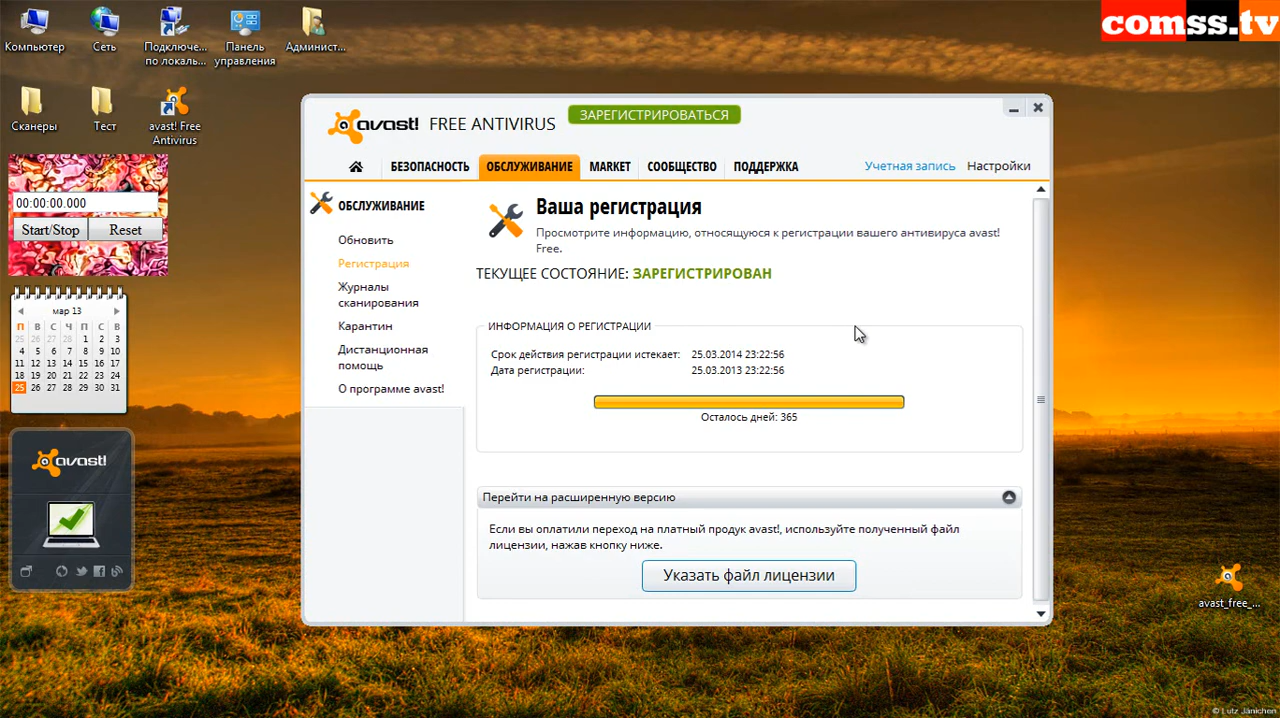 comss.tv
Компьютер
Сеть
Подключе...
по локаль...
Панель
управления
Админист...
Сканеры
Тест
avast! Free
Antivirus
00:00:00.000
Start/Stop
Reset
мар 13
П В С Ч П С В
25 26 27 28 1 2 3
4 5 6 7 8 9 10
11 12 13 14 15 16 17
18 19 20 21 22 23 24
25 26 27 28 29 30 31
avast!
avast! FREE ANTIVIRUS
ЗАРЕГИСТРИРОВАТЬСЯ
БЕЗОПАСНОСТЬ
ОБСЛУЖИВАНИЕ
MARKET
СООБЩЕСТВО
ПОДДЕРЖКА
Учетная запись
Настройки
ОБСЛУЖИВАНИЕ
Обновить
Регистрация
Журналы
сканирования
Карантин
Дистанционная
помощь
О программе avast!
Ваша регистрация
Просмотрите информацию, относящуюся к регистрации вашего антивируса avast!
Free.
ТЕКУЩЕЕ СОСТОЯНИЕ: ЗАРЕГИСТРИРОВАН
ИНФОРМАЦИЯ О РЕГИСТРАЦИИ
Срок действия регистрации истекает: 25.03.2014 23:22:56
Дата регистрации: 25.03.2013 23:22:56
Осталось дней: 365
Перейти на расширенную версию
Если вы оплатили переход на платный продукт avast!, используйте полученный файл
лицензии, нажав кнопку ниже.
Указать файл лицензии
avast_free_...
© Lutz Jänichen